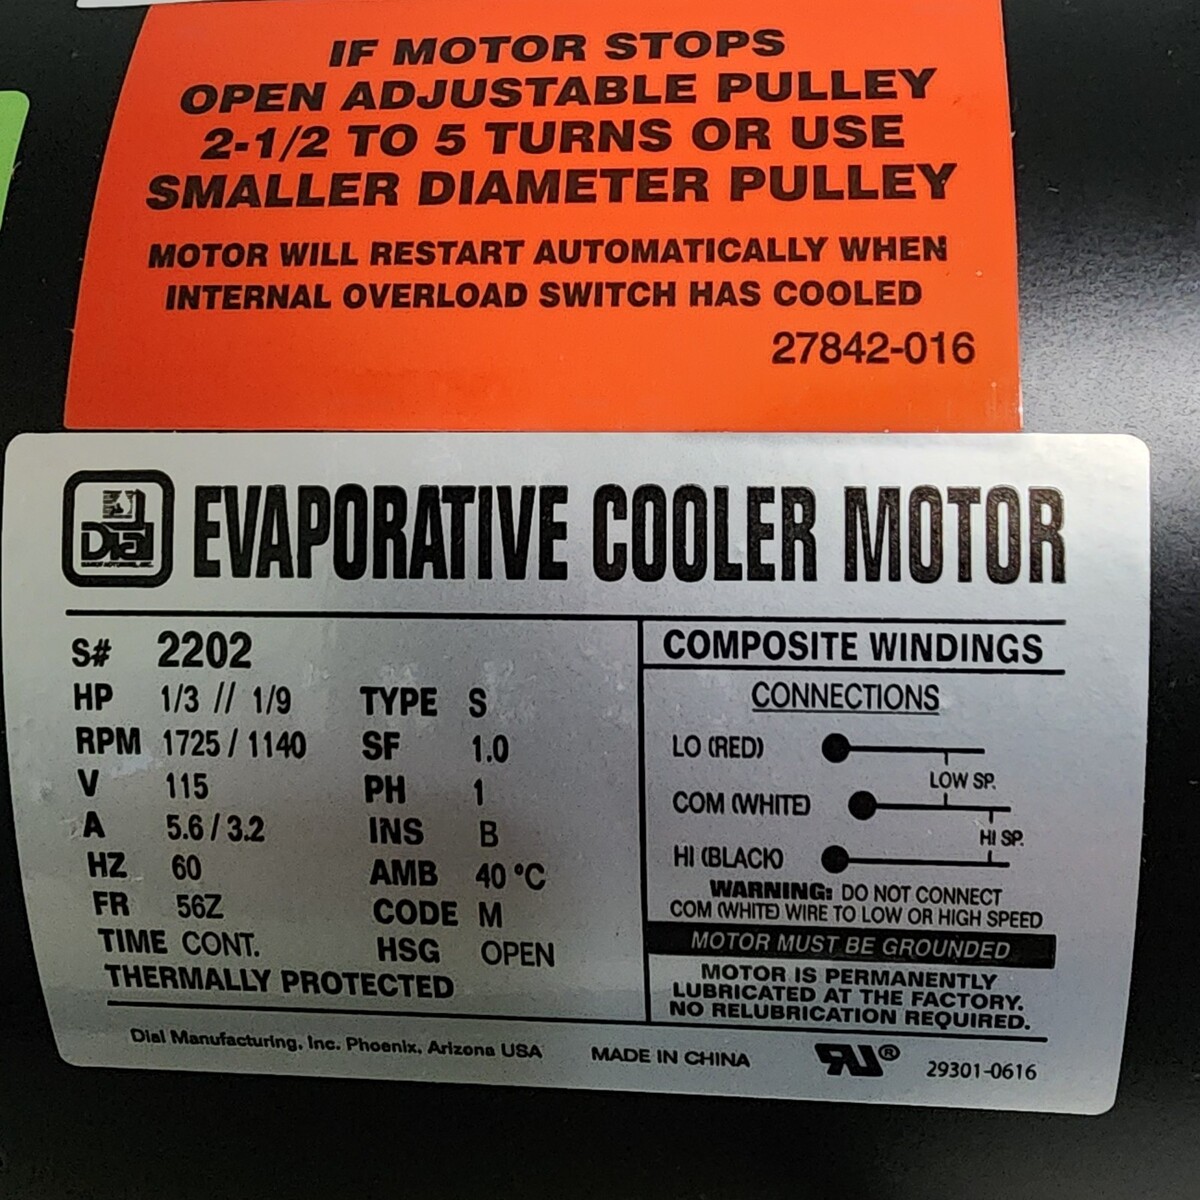 IF MOTOR STOPS
OPEN ADJUSTABLE PULLEY
2-1/2 TO 5 TURNS OR USE
SMALLER DIAMETER PULLEY
MOTOR WILL RESTART AUTOMATICALLY WHEN
INTERNAL OVERLOAD SWITCH HAS COOLED
27842-016
Dial
EVAPORATIVE COOLER MOTOR
S# 2202
HP 1/3 // 1/9 TYPE S
RPM 1725 / 1140 SF 1.0
V 115 PH 1
A 5.6 / 3.2 INS B
HZ 60 AMB 40 °C
FR 56Z CODE M
TIME CONT. HSG OPEN
THERMALLY PROTECTED
COMPOSITE WINDINGS
CONNECTIONS
LO (RED)
LOW SP.
COM (WHITE)
HI SP.
HI (BLACK)
WARNING: DO NOT CONNECT
COM (WHITE) WIRE TO LOW OR HIGH SPEED
MOTOR MUST BE GROUNDED
MOTOR IS PERMANENTLY
LUBRICATED AT THE FACTORY.
NO RELUBRICATION REQUIRED.
Dial Manufacturing, Inc. Phoenix, Arizona USA MADE IN CHINA RU® 29301-0616